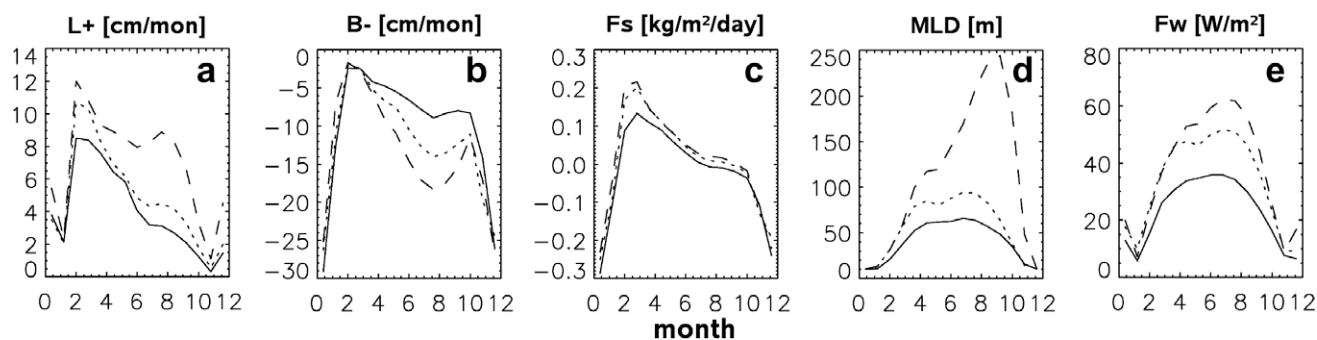 L+ [cm/mon] B- [cm/mon] Fs [kg/m²/day] MLD [m] Fw [W/m²]
a b c d e
14 12 10 8 6 4 2 0
0 −5 −10 −15 −20 −25 −30
0.3 0.2 0.1 0.0 −0.1 −0.2 −0.3
250 200 150 100 50 0
80 60 40 20 0
0 2 4 6 8 10 12 0 2 4 6 8 10 12 0 2 4 6 8 10 12 0 2 4 6 8 10 12 0 2 4 6 8 10 12
month